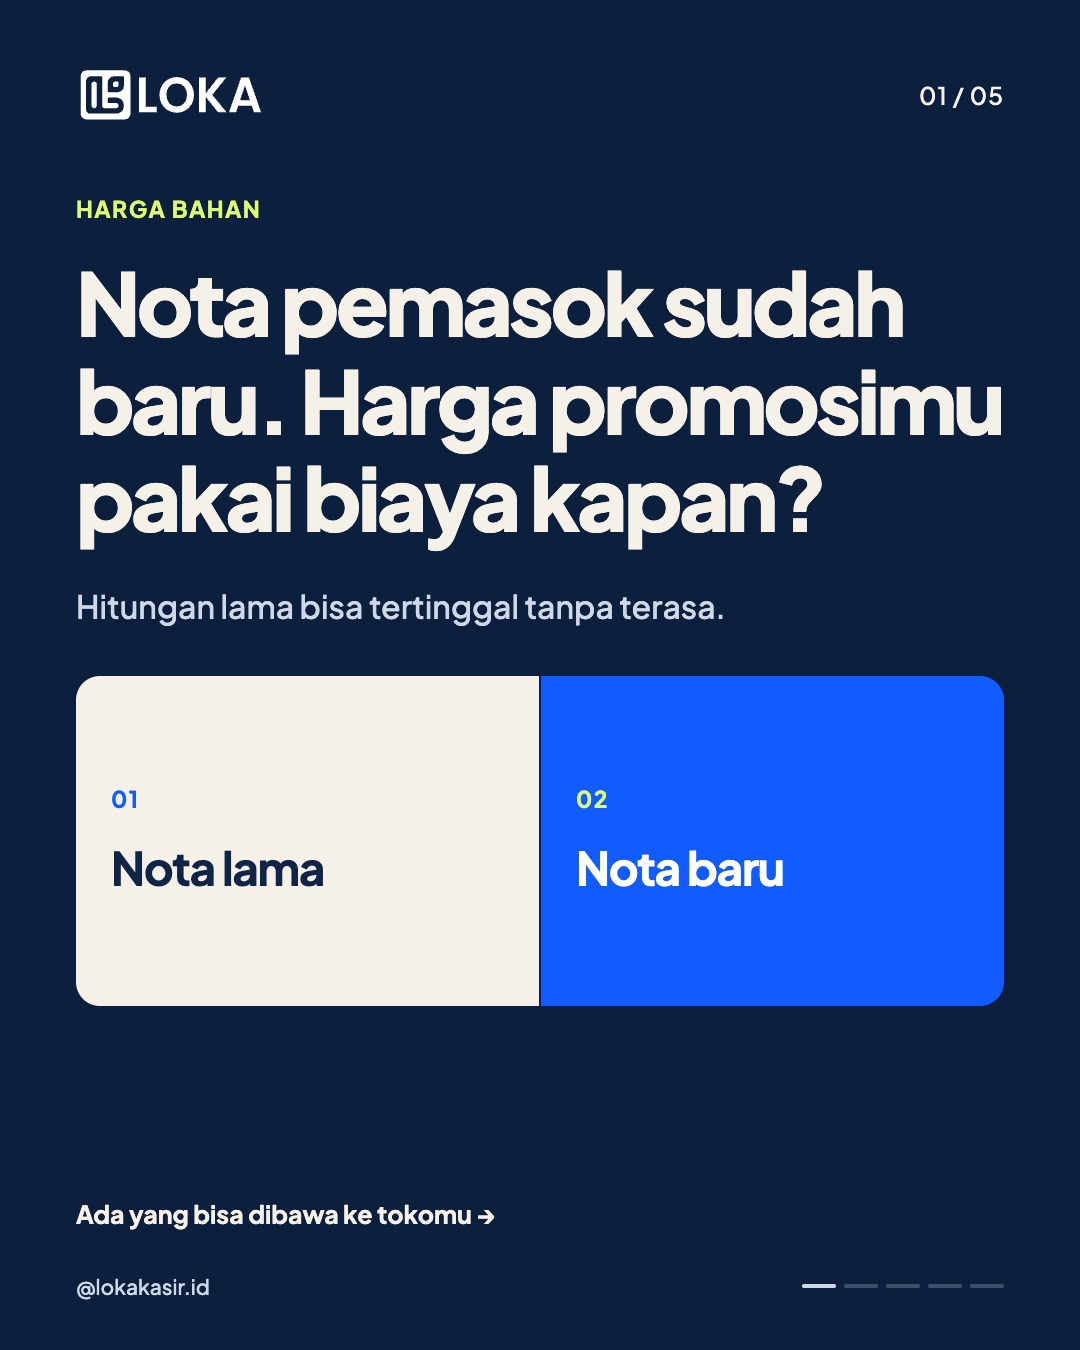 LOKA
01 / 05
HARGA BAHAN
Nota pemasok sudah
baru. Harga promosimu
pakai biaya kapan?
Hitungan lama bisa tertinggal tanpa terasa.
01
Nota lama
02
Nota baru
Ada yang bisa dibawa ke tokomu →
@lokakasir.id